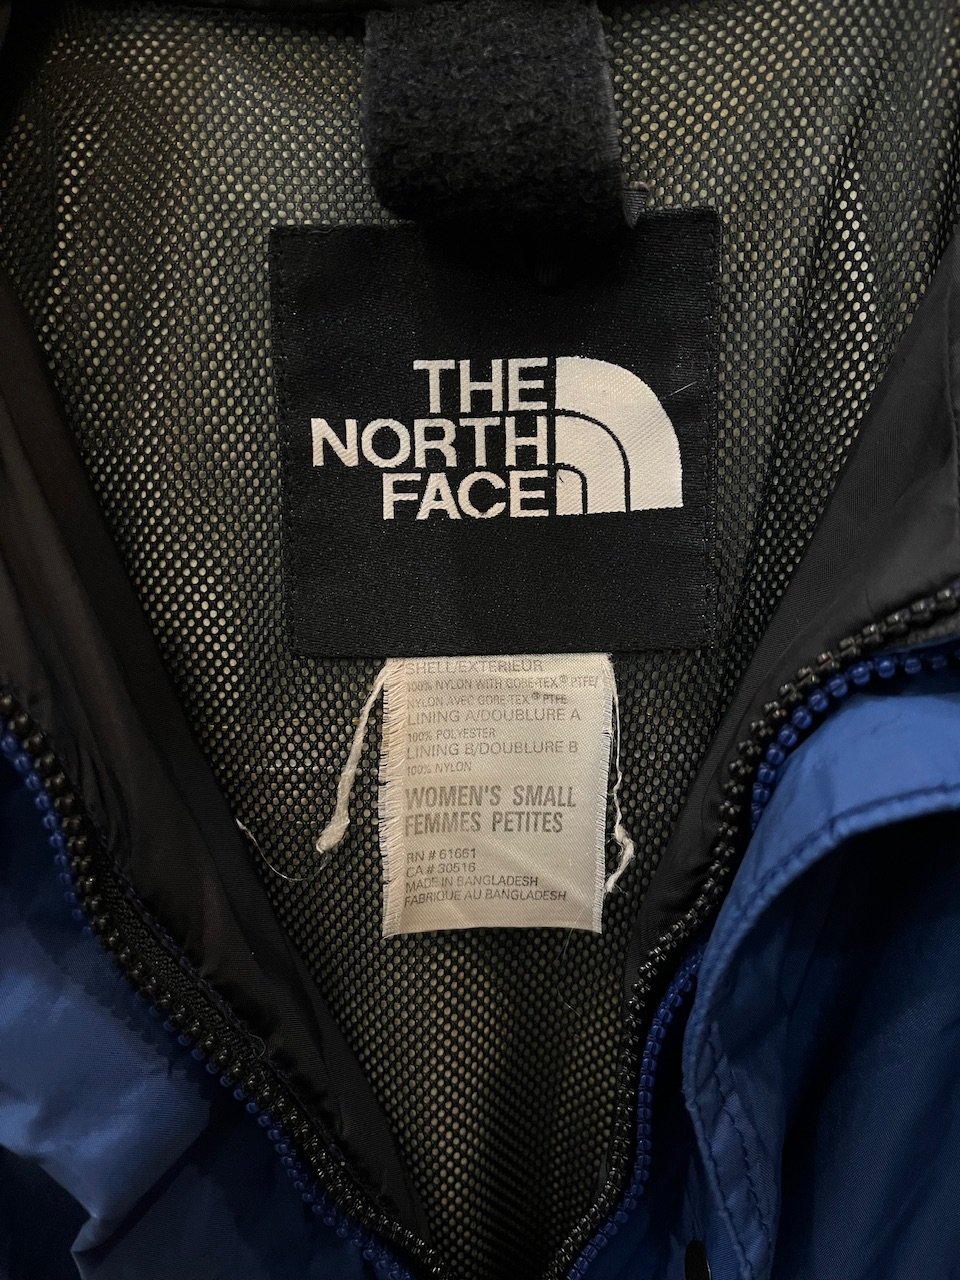 THE
NORTH
FACE
SHELL/EXTERIEUR
100% NYLON WITH GORE-TEX® PTFE/
NYLON AVEC GORE-TEX® PTFE
LINING A/DOUBLURE A
100% POLYESTER
LINING B/DOUBLURE B
100% NYLON
WOMEN'S SMALL
FEMMES PETITES
RN # 61661
CA # 30516
MADE IN BANGLADESH
FABRIQUE AU BANGLADESH